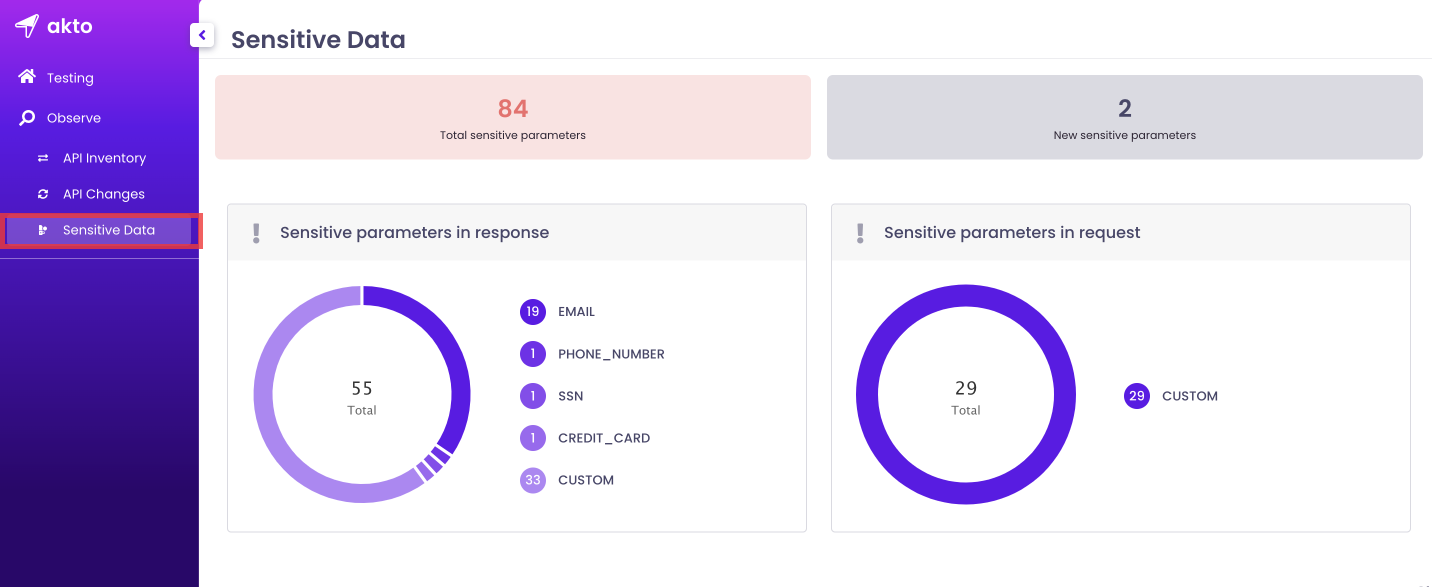 akto
Testing
Observe
API Inventory
API Changes
Sensitive Data
Sensitive Data
84
Total sensitive parameters
2
New sensitive parameters
Sensitive parameters in response
55
Total
19 EMAIL
1 PHONE_NUMBER
1 SSN
1 CREDIT_CARD
33 CUSTOM
Sensitive parameters in request
29
Total
29 CUSTOM